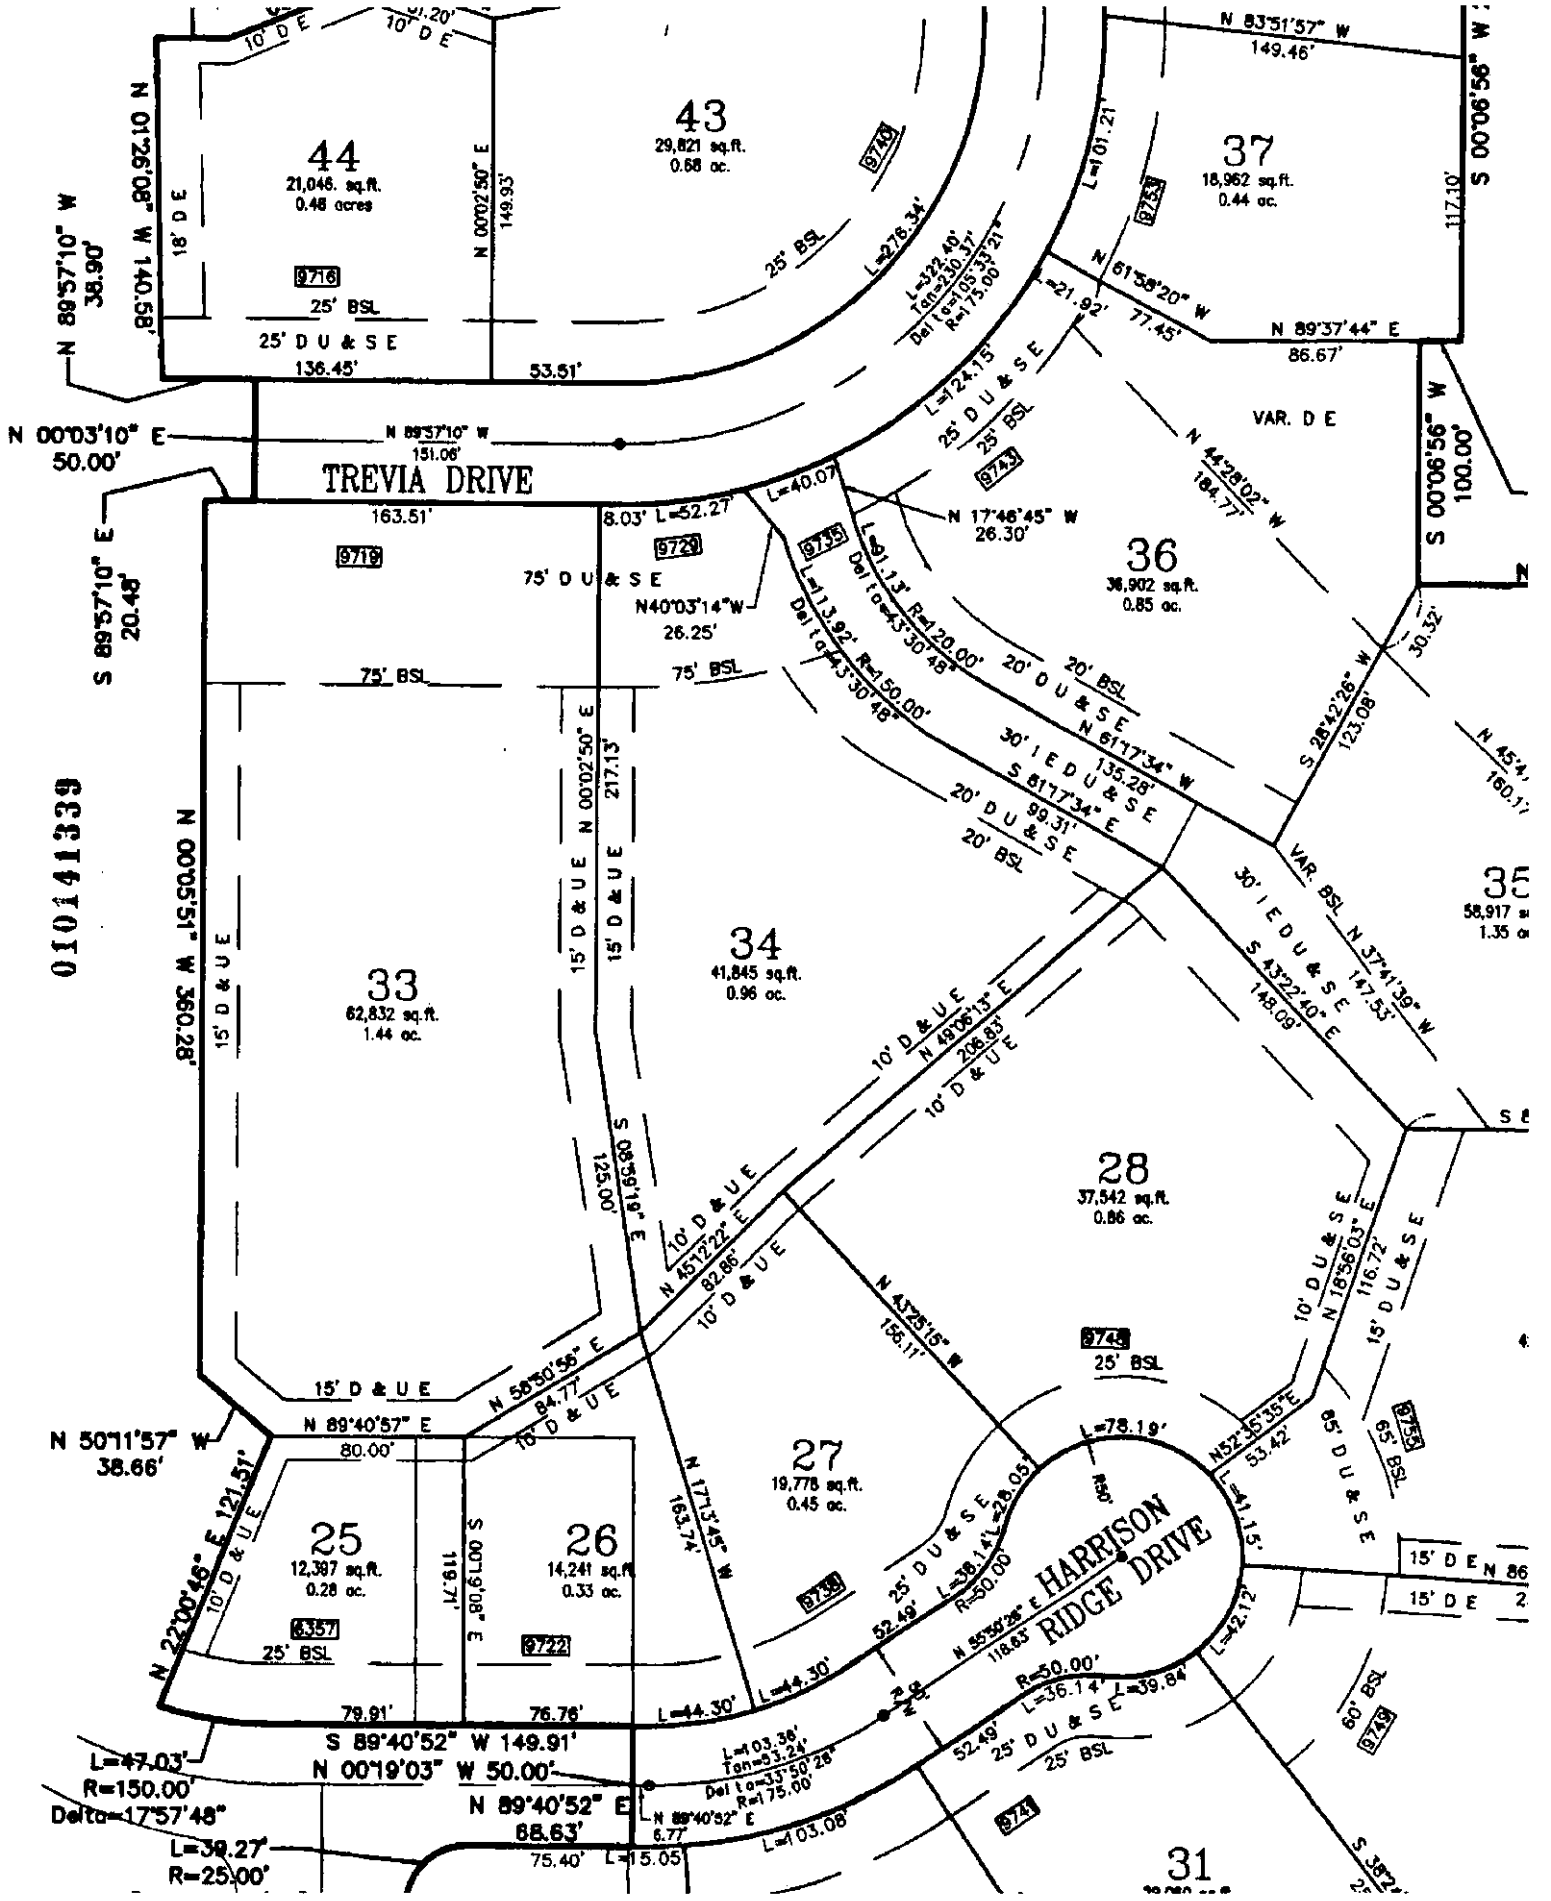 10' D E
10' D E
N 83°51'57" W
149.46'
S 00°06'56" W
N 01°26'08" W 140.58'
18' D E
44
21,046. sq.ft.
0.48 acres
9716
25' BSL
25' D U & S E
136.45'
N 00°02'50" E
149.93'
43
29,821 sq.ft.
0.68 ac.
9740
25' BSL
L=276.34'
53.51'
L=322.40'
Tan=230.37'
Delta=105°33'21"
R=175.00'
L=101.21'
9753
37
18,962 sq.ft.
0.44 ac.
117.10'
N 61°58'20" W
77.45'
L=21.92'
N 89°37'44" E
86.67'
N 89°57'10" W
38.90'
N 00°03'10" E
50.00'
N 89°57'10" W
151.06'
TREVIA DRIVE
163.51'
8.03'
L=52.27'
L=40.07'
L=124.15'
25' D U & S E
25' BSL
9743
VAR. D E
N 44°28'02" W
184.77'
S 00°06'56" W
100.00'
S 89°57'10" E
20.48'
9719
9729
75' D U & S E
9735
N 17°46'45" W
26.30'
N40°03'14"W
26.25'
L=91.13' R=120.00'
Delta=43°30'48"
L=113.92' R=150.00'
Delta=43°30'48"
36
36,902 sq.ft.
0.85 ac.
30.32'
S 28°42'26" W
123.08'
75' BSL
75' BSL
20' BSL
20' D U & S E
N 61°17'34" W
135.28'
30' I E D U & S E
S 61°17'34" E
99.31'
20' D U & S E
20' BSL
N 45°4
160.17
01014139
N 00°05'51" W 360.28'
15' D & U E
15' D & U E
N 00°02'50" E
217.13'
15' D & U E
33
62,832 sq.ft.
1.44 ac.
34
41,845 sq.ft.
0.96 ac.
35
58,917 s
1.35 a
VAR. BSL
N 37°41'39" W
147.53'
30' I E D U & S E
S 43°22'40" E
148.09'
10' D & U E
N 49°06'13" E
206.83'
10' D & U E
S 8
S 08°59'19" E
125.00'
10' D & U E
N 45°12'22" E
82.86'
10' D & U E
28
37,542 sq.ft.
0.86 ac.
10' D U & S E
N 18°56'03" E
116.72'
15' D U & S E
N 43°25'15" W
156.11'
9748
25' BSL
15' D & U E
N 58°50'56" E
84.77'
10' D & U E
N 89°40'57" E
80.00'
N 50°11'57" W
38.66'
N 22°00'46" E 121.51'
10' D & U E
L=78.19'
R50'
N52°35'35"E
53.42'
L=41.15'
9755
65' BSL
65' D U & S E
27
19,778 sq.ft.
0.45 ac.
N 17°13'45" W
163.74'
25
12,397 sq.ft.
0.28 ac.
6357
25' BSL
S 00°19'08" E
119.71'
26
14,241 sq.ft.
0.33 ac.
9722
9738
25' D U & S E
L=28.05'
L=36.14'
R=50.00'
52.49'
HARRISON
RIDGE DRIVE
N 55°50'26" E
118.63'
15' D E
N 86
15' D E
L=42.12'
79.91'
76.76'
L=44.30'
L=44.30'
50'
R/W
R=50.00'
L=36.14'
L=39.84'
52.49'
25' D U & S E
25' BSL
60' BSL
9749
S 89°40'52" W 149.91'
N 00°19'03" W 50.00'
L=47.03'
R=150.00'
Delta=17°57'48"
L=103.36'
Tan=53.24'
Delta=33°50'26"
R=175.00'
N 89°40'52" E
68.63'
N 89°40'52" E
6.77'
L=39.27'
R=25.00'
75.40'
L=15.05'
L=103.08'
9741
31
S 38°2